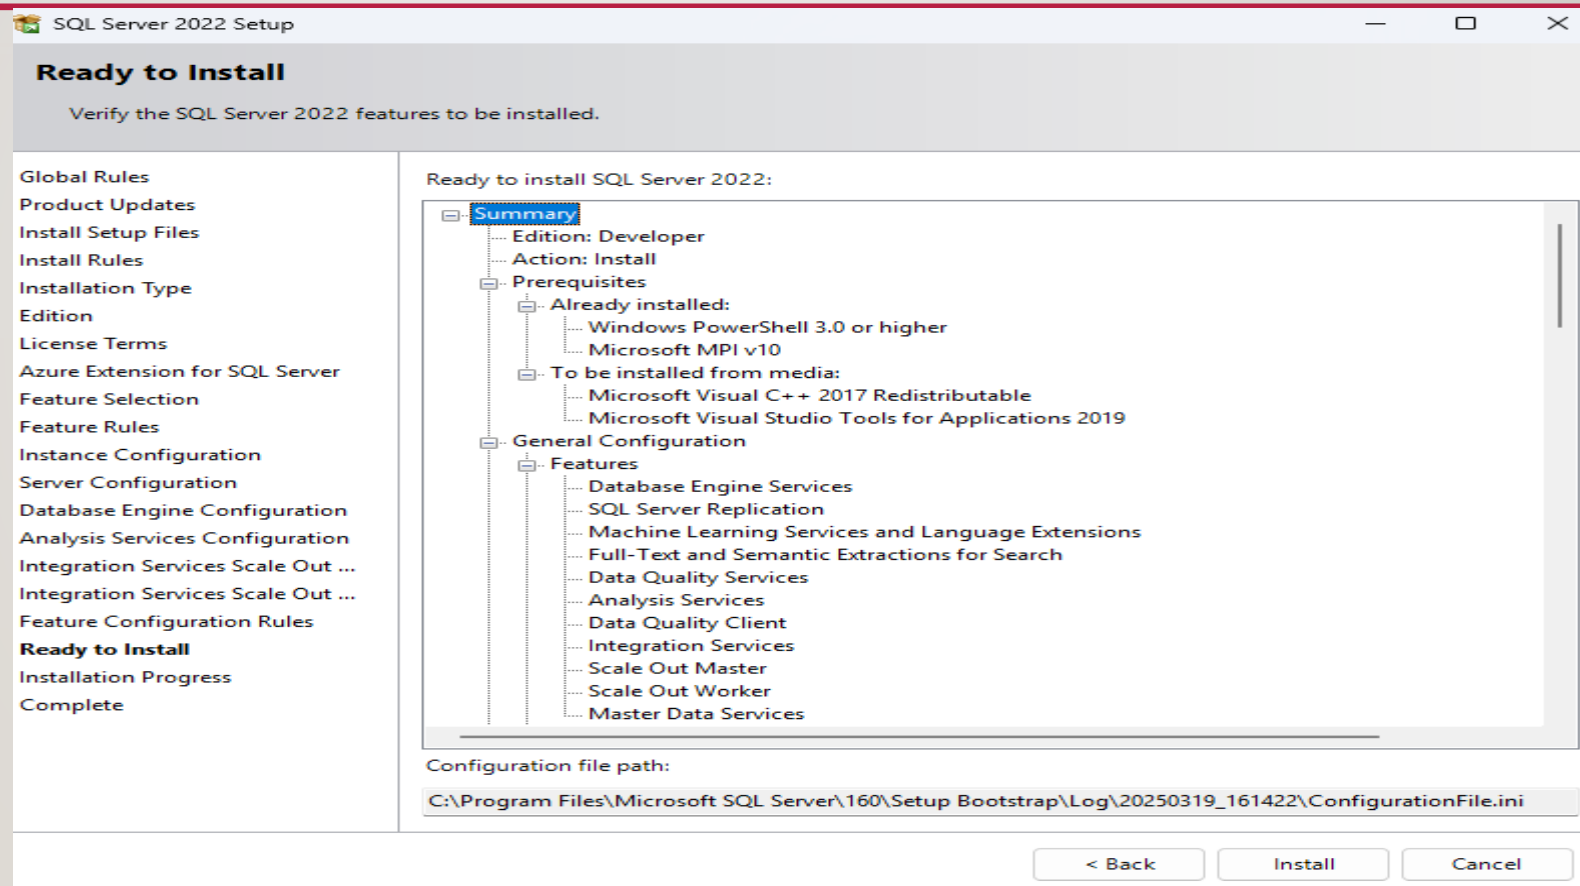 SQL Server 2022 Setup
Ready to Install
Verify the SQL Server 2022 features to be installed.
Global Rules
Product Updates
Install Setup Files
Install Rules
Installation Type
Edition
License Terms
Azure Extension for SQL Server
Feature Selection
Feature Rules
Instance Configuration
Server Configuration
Database Engine Configuration
Analysis Services Configuration
Integration Services Scale Out ...
Integration Services Scale Out ...
Feature Configuration Rules
Ready to Install
Installation Progress
Complete
Ready to install SQL Server 2022:
Summary
Edition: Developer
Action: Install
Prerequisites
Already installed:
Windows PowerShell 3.0 or higher
Microsoft MPI v10
To be installed from media:
Microsoft Visual C++ 2017 Redistributable
Microsoft Visual Studio Tools for Applications 2019
General Configuration
Features
Database Engine Services
SQL Server Replication
Machine Learning Services and Language Extensions
Full-Text and Semantic Extractions for Search
Data Quality Services
Analysis Services
Data Quality Client
Integration Services
Scale Out Master
Scale Out Worker
Master Data Services
Configuration file path:
C:\Program Files\Microsoft SQL Server\160\Setup Bootstrap\Log\20250319_161422\ConfigurationFile.ini
< Back
Install
Cancel